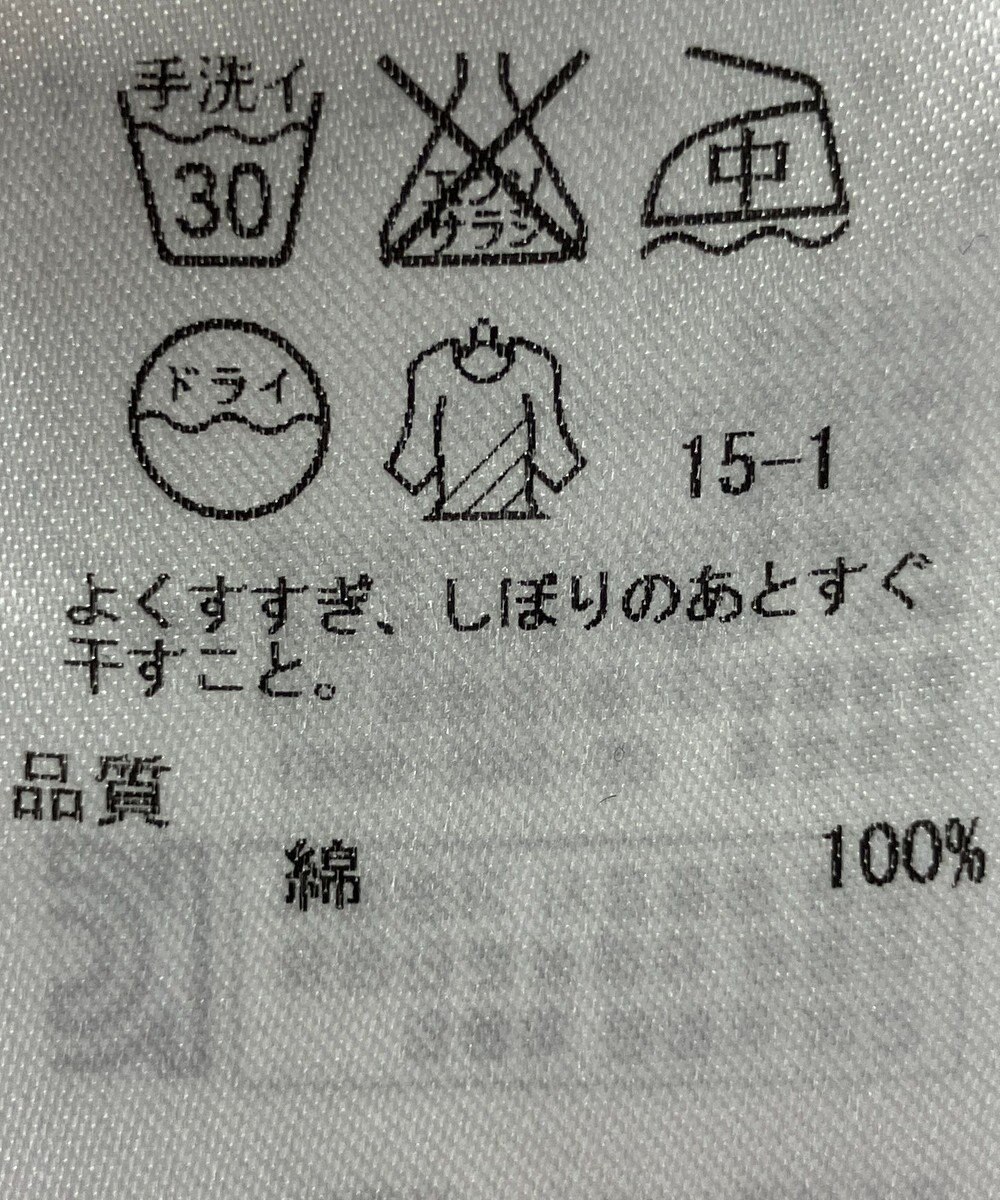 手洗イ
30
エンソ
サラシ
中
ドライ
15-1
よくすすぎ、しぼりのあとすぐ
干すこと。
品質
綿 100%